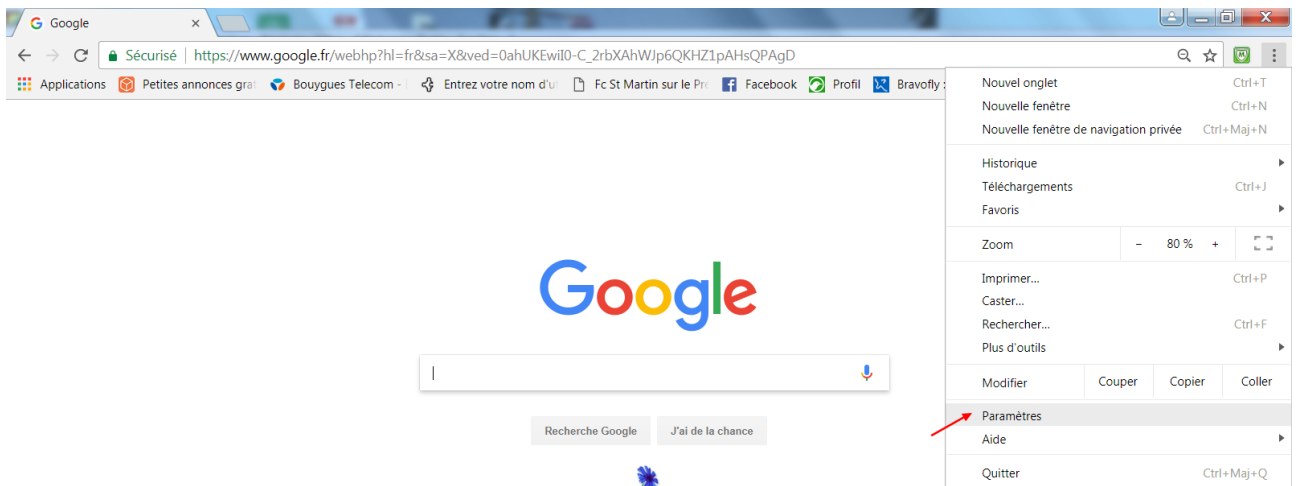 Google
Sécurisé | https://www.google.fr/webhp?hl=fr&sa=X&ved=0ahUKEwiI0-C_2rbXAhWJp6QKHZ1pAHsQPAgD
Applications Petites annonces gra Bouygues Telecom - Entrez votre nom d'u Fc St Martin sur le Pré Facebook Profil Bravofly :
Nouvel onglet Ctrl+T
Nouvelle fenêtre Ctrl+N
Nouvelle fenêtre de navigation privée Ctrl+Maj+N
Historique
Téléchargements Ctrl+J
Favoris
Zoom - 80 % +
Imprimer... Ctrl+P
Caster...
Rechercher... Ctrl+F
Plus d'outils
Modifier Couper Copier Coller
Paramètres
Aide
Quitter Ctrl+Maj+Q
Google
Recherche Google J'ai de la chance